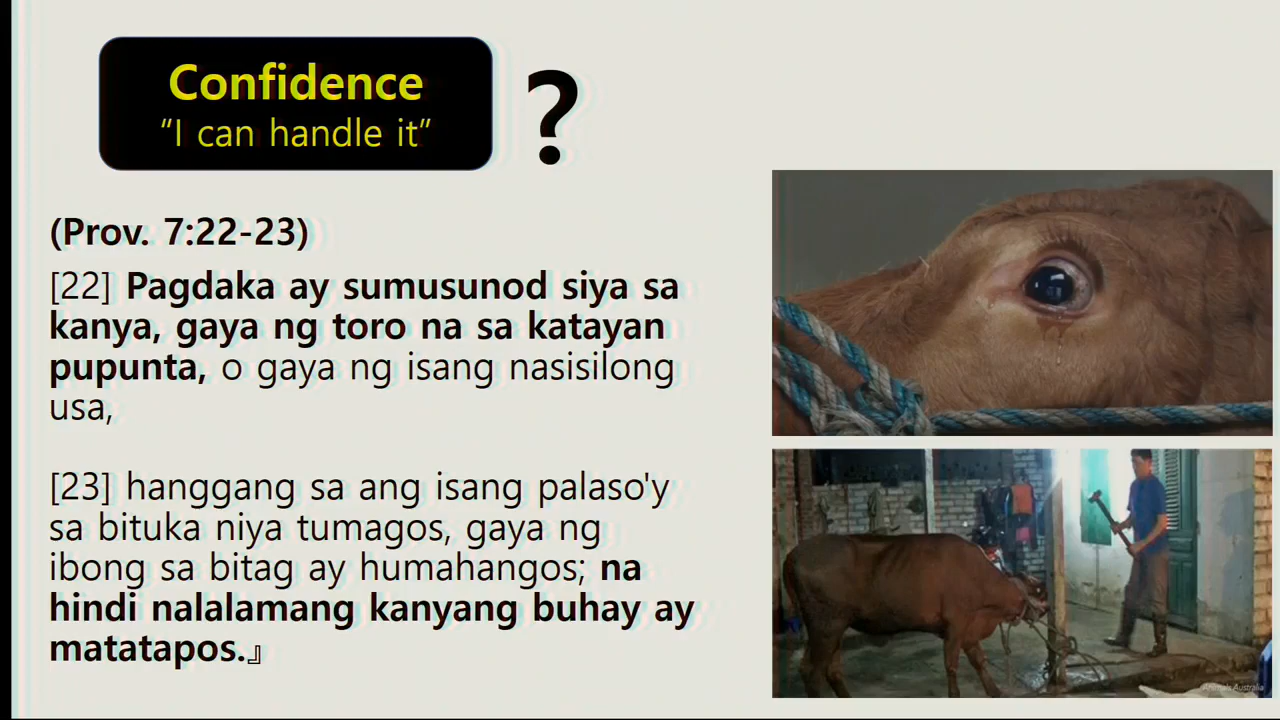 Confidence
“I can handle it”
?
(Prov. 7:22-23)
[22] Pagdaka ay sumusunod siya sa
kanya, gaya ng toro na sa katayan
pupunta, o gaya ng isang nasisilong
usa,
[23] hanggang sa ang isang palaso'y
sa bituka niya tumagos, gaya ng
ibong sa bitag ay humahangos; na
hindi nalalamang kanyang buhay ay
matatapos.』
©Animals Australia